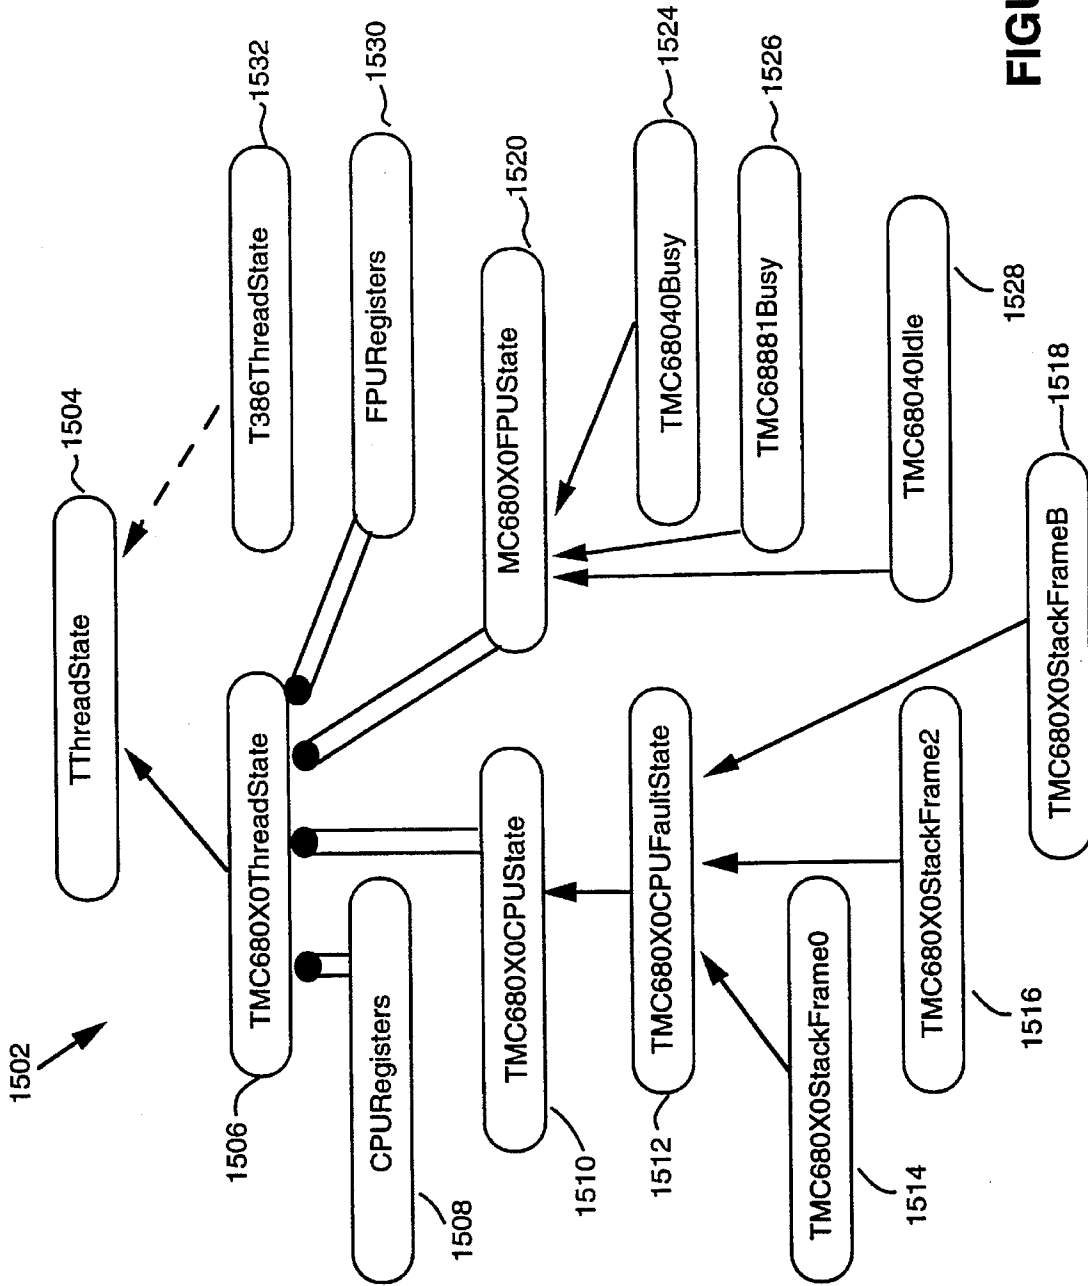 1502
TThreadState
1504
1506
TMC680X0ThreadState
T386ThreadState
1532
CPURegisters
1508
FPURegisters
1530
TMC680X0CPUState
1510
MC680X0FPUState
1520
TMC680X0CPUFaultState
1512
TMC68040Busy
1524
TMC68881Busy
1526
TMC680X0StackFrame0
1514
TMC680X0StackFrame2
1516
TMC68040Idle
1528
TMC680X0StackFrameB
1518
FIGU